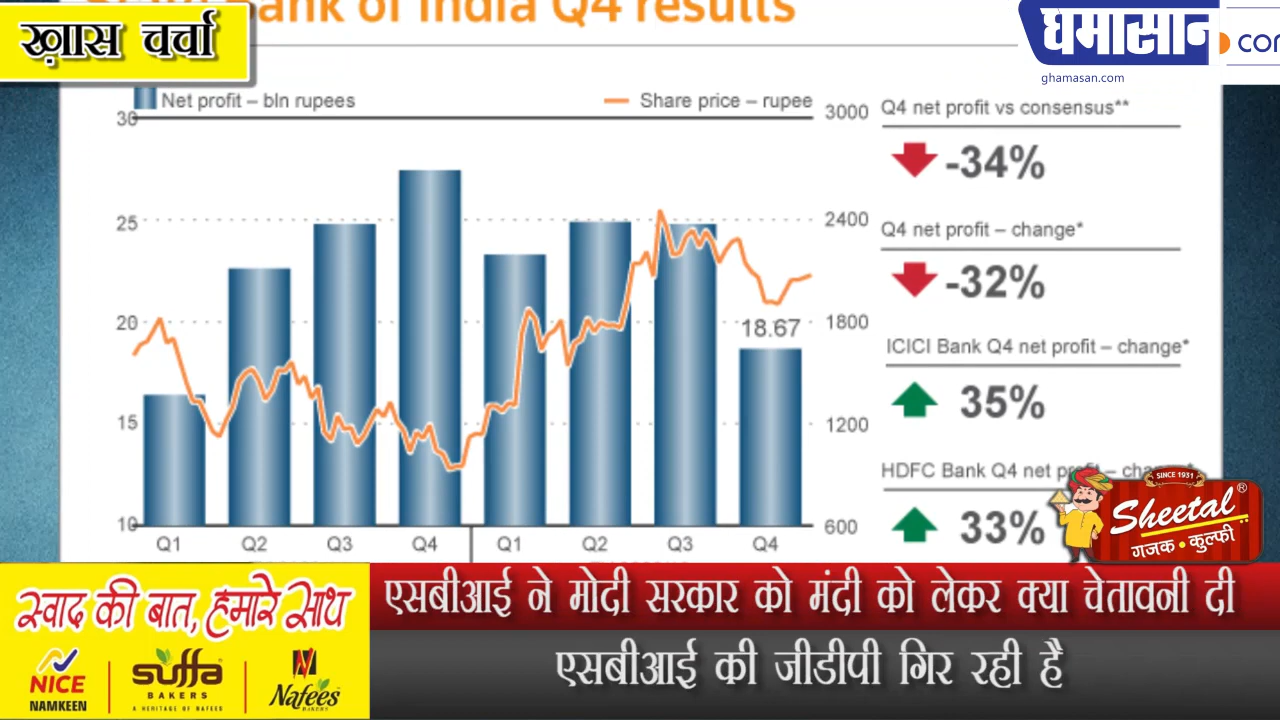 Bank of India Q4 results
ख़ास चर्चा
घमासान
ghamasan.com
Net profit – bln rupees
Share price – rupee
30
25
20
15
10
3000
2400
1800
1200
600
18.67
Q1 Q2 Q3 Q4 Q1 Q2 Q3 Q4
Q4 net profit vs consensus**
-34%
Q4 net profit – change*
-32%
ICICI Bank Q4 net profit – change*
35%
HDFC Bank Q4 net profit – change*
33%
SINCE 1931
Sheetal®
गजक • कुल्फी
स्वाद की बात, हमारे साथ
NICE
NAMKEEN
Suffa
BAKERS
A HERITAGE OF NAFEES
Nafees
BAKERS
एसबीआई ने मोदी सरकार को मंदी को लेकर क्या चेतावनी दी
एसबीआई की जीडीपी गिर रही है